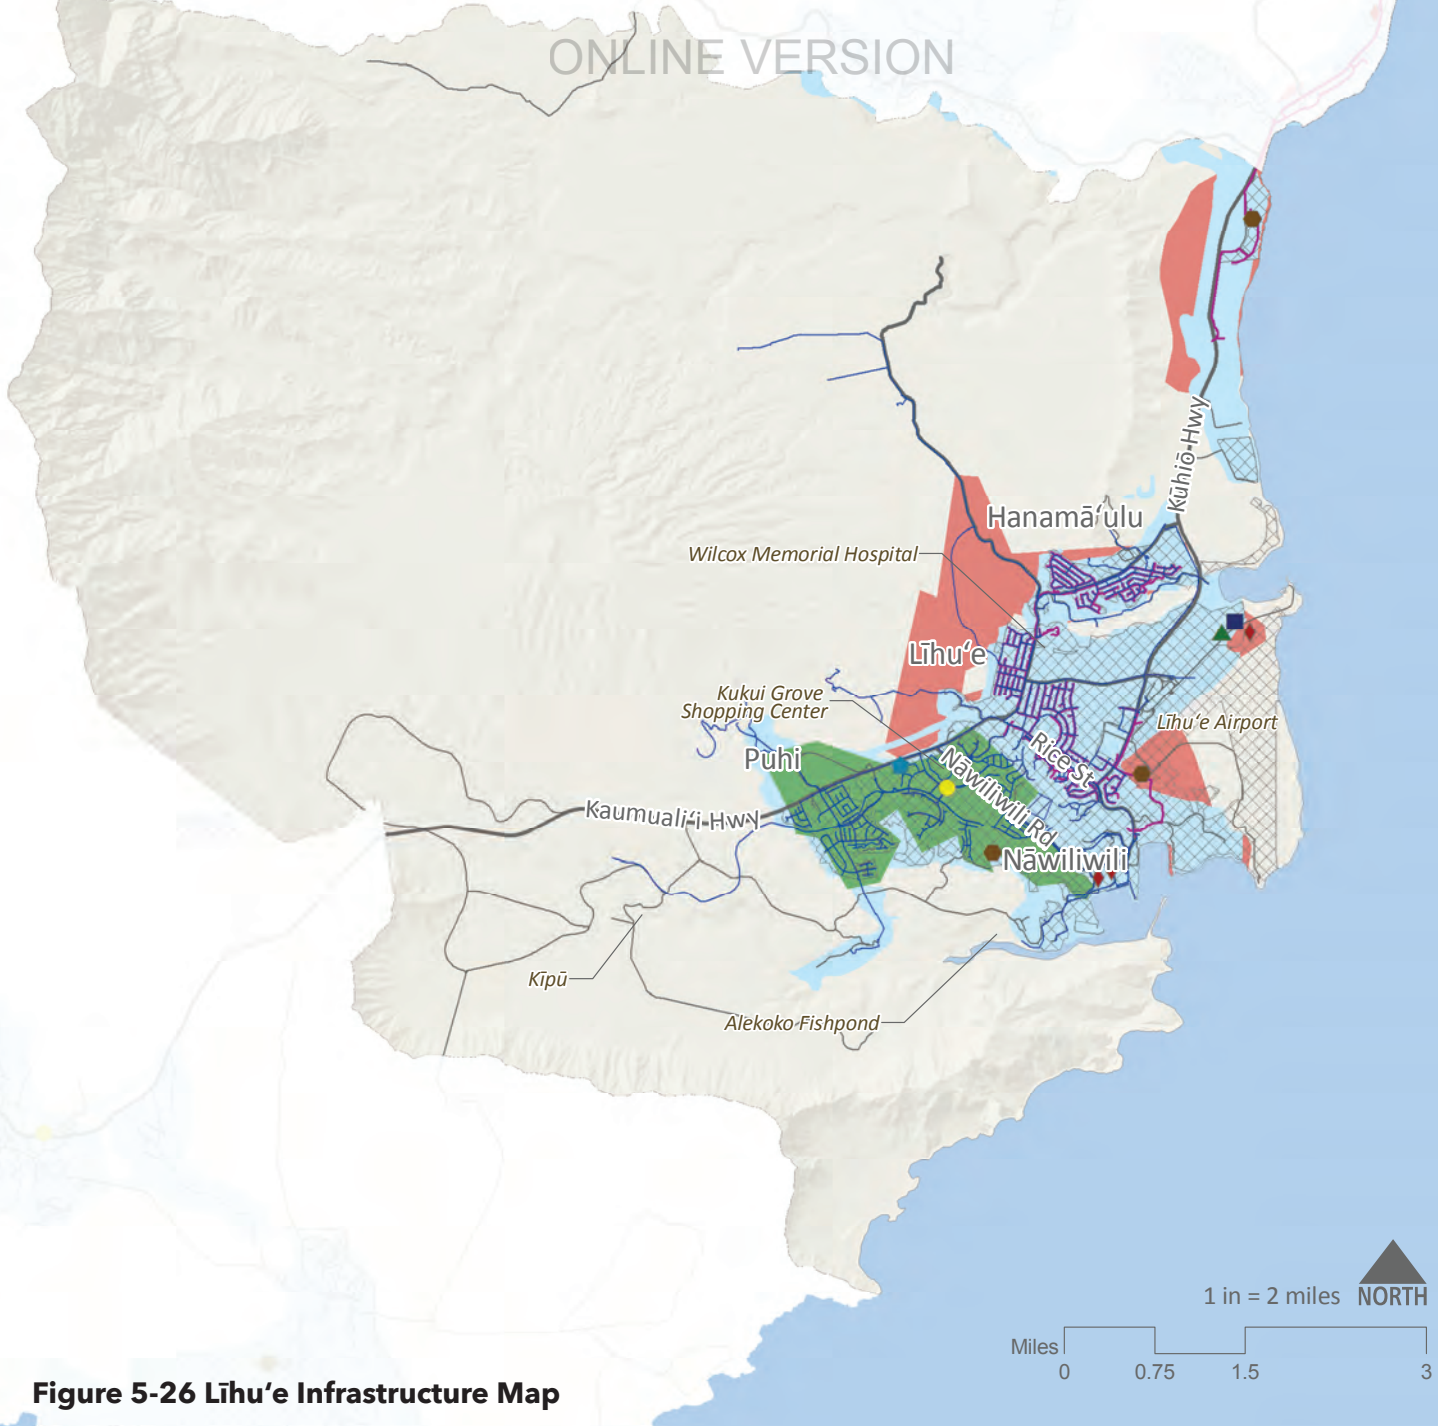 ONLINE VERSION
Kūhiō Hwy
Hanamāʻulu
Wilcox Memorial Hospital
Līhuʻe
Kukui Grove
Shopping Center
Līhuʻe Airport
Rice St
Puhi
Nāwiliwili Rd
Kaumualiʻi Hwy
Nāwiliwili
Kīpū
Alekoko Fishpond
1 in = 2 miles
NORTH
Miles
0 0.75 1.5 3
Figure 5-26 Līhuʻe Infrastructure Map